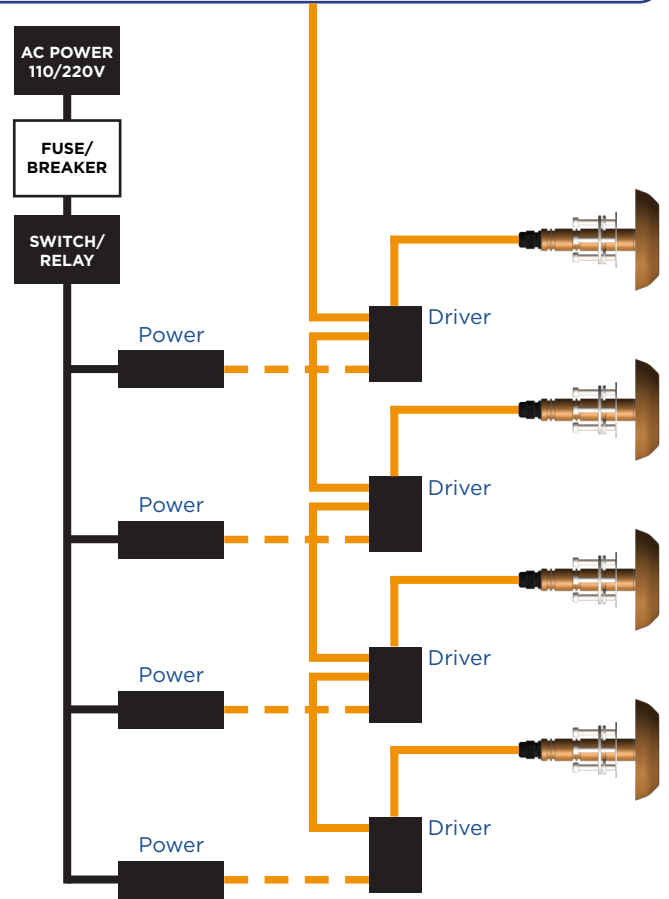 AC POWER
110/220V
FUSE/
BREAKER
SWITCH/
RELAY
Driver
Power
Driver
Power
Driver
Power
Driver
Power